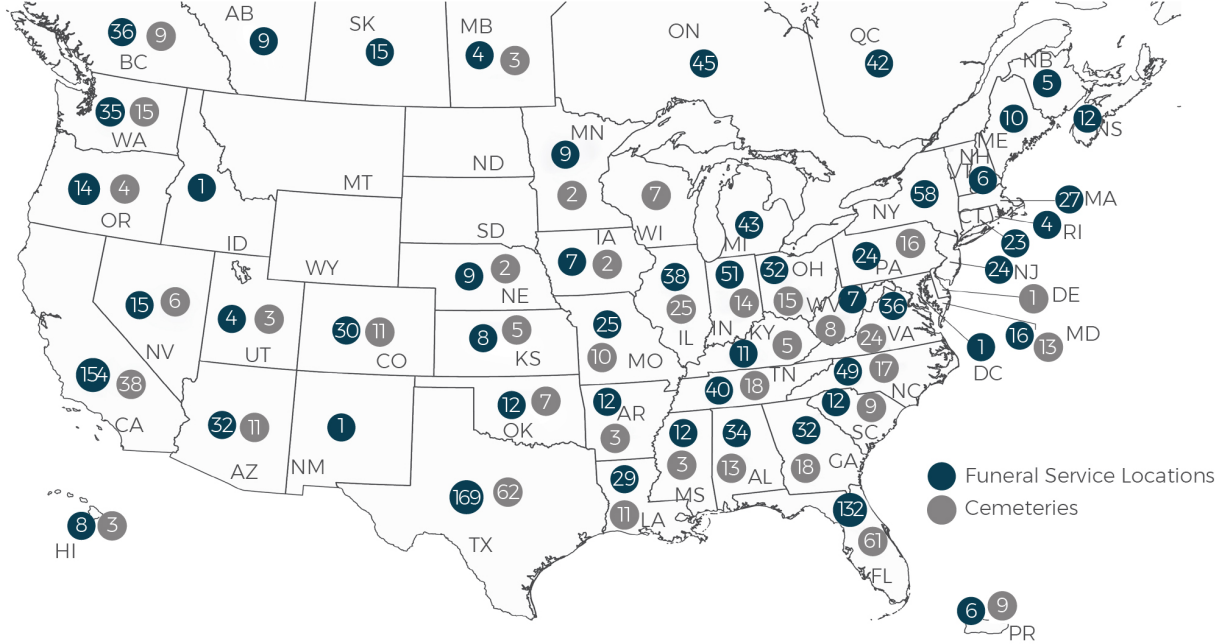 AB
36 9
BC
9
SK
15
MB
4 3
ON
45
QC
42
NB
5
35 15
WA
MN
9
10
12 NS
ME
NH
14 4
OR
1
ID
MT
ND
2
7
WI
6
58
NY
27 MA
CT
4 RI
23
SD
IA
7 2
43
MI
16
24
PA
24 NJ
WY
9 2
NE
38
25
IL
51
14
IN
32 OH
15
WV
7
8
36
24 VA
1 DE
16 MD
13
1
DC
15 6
NV
4 3
UT
30 11
CO
8 5
KS
25
10 MO
KY
11 5
154
38
CA
32 11
AZ
1
NM
12 7
OK
12
AR
3
40 18 TN
49 17
NC
12 9
SC
12
3
MS
34
13 AL
32
18 GA
169 62
TX
29
11 LA
132
61
FL
8 3
HI
6 9
PR
Funeral Service Locations
Cemeteries